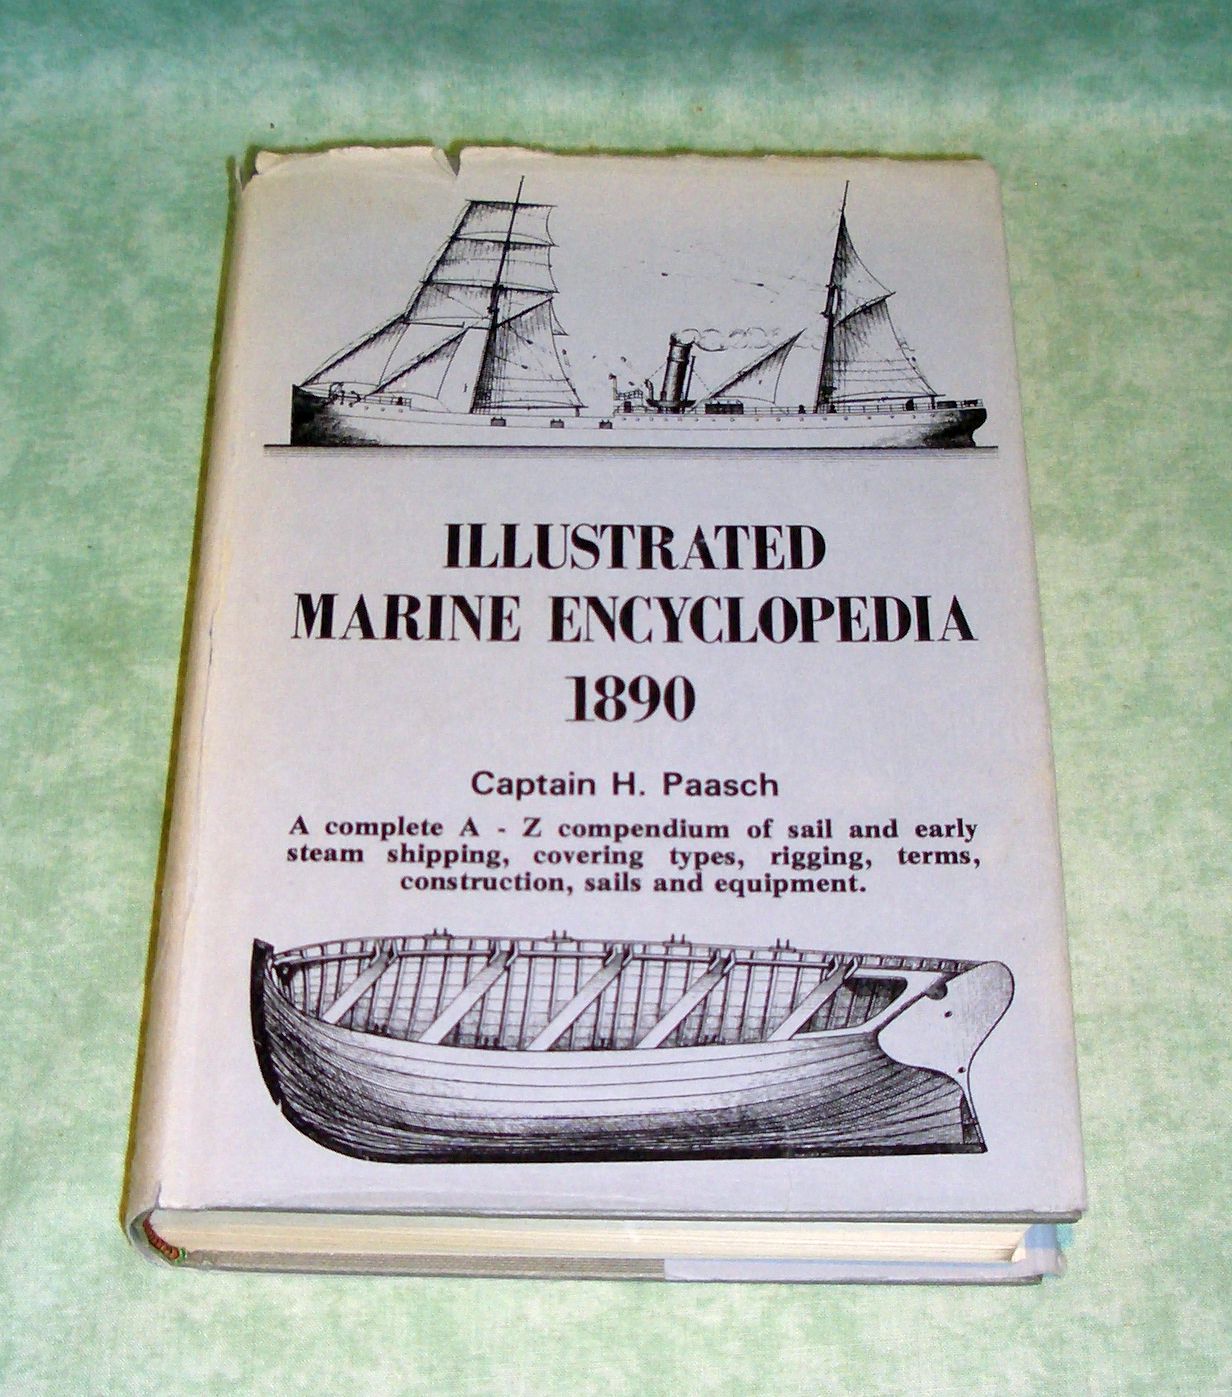 ILLUSTRATED
MARINE ENCYCLOPEDIA
1890
Captain H. Paasch
A complete A - Z compendium of sail and early
steam shipping, covering types, rigging, terms,
construction, sails and equipment.